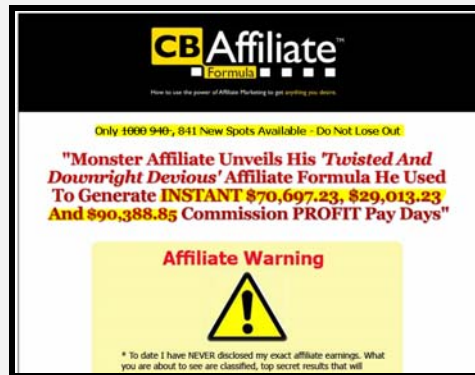 CB Affiliate™
Formula
How to use the power of Affiliate Marketing to get anything you desire.
Only 1000 940, 841 New Spots Available - Do Not Lose Out
"Monster Affiliate Unveils His 'Twisted And
Downright Devious' Affiliate Formula He Used
To Generate INSTANT $70,697.23, $29,013.23
And $90,388.85 Commission PROFIT Pay Days"
Affiliate Warning
!
* To date I have NEVER disclosed my exact affiliate earnings. What
you are about to see are classified, top secret results that will